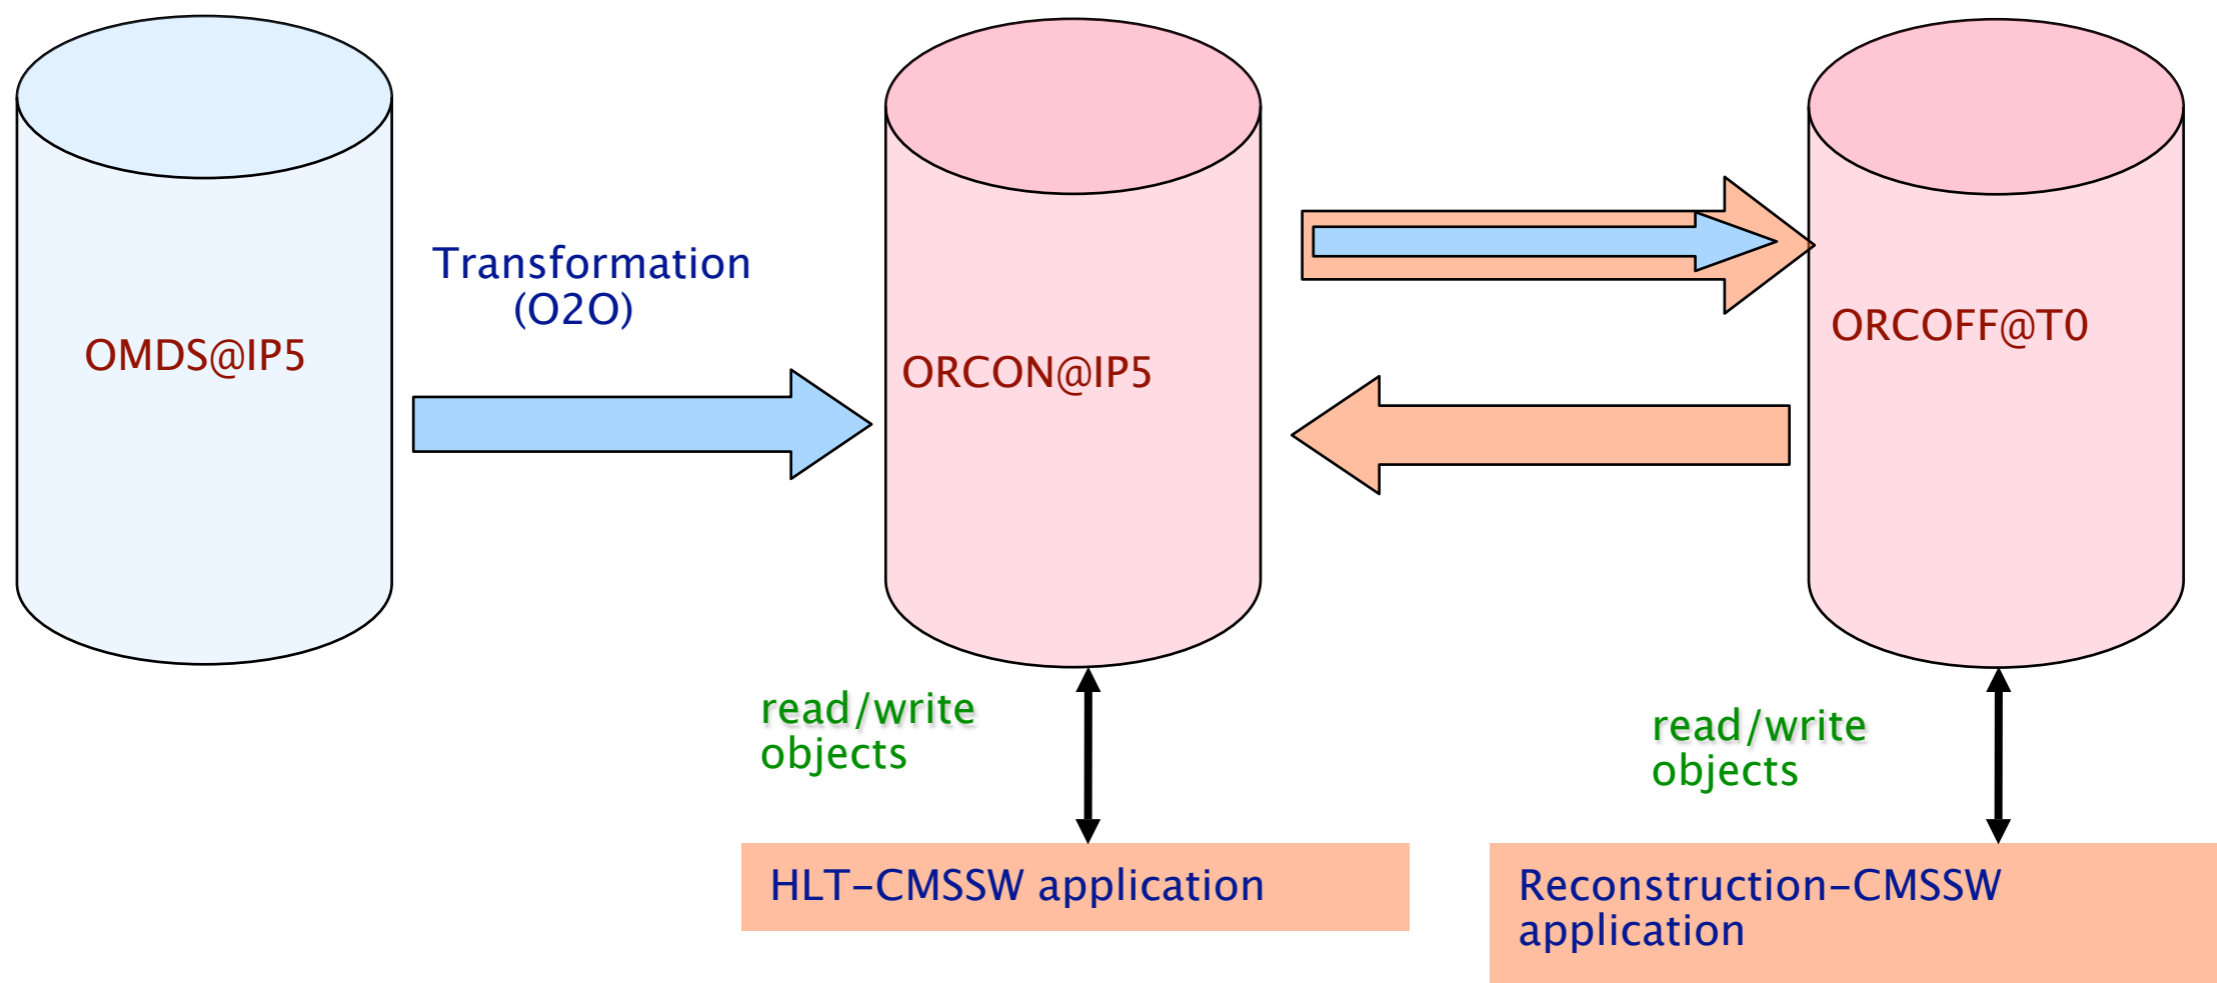 Transformation
(O2O)
OMDS@IP5
ORCON@IP5
ORCOFF@T0
read/write
objects
read/write
objects
HLT–CMSSW application
Reconstruction–CMSSW
application